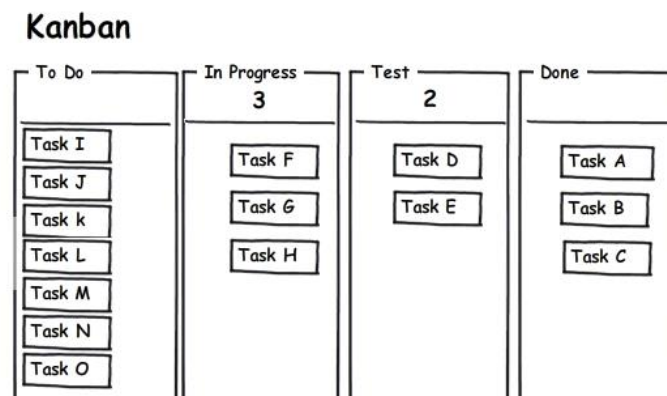 Kanban
To Do
Task I
Task J
Task k
Task L
Task M
Task N
Task O
In Progress
3
Task F
Task G
Task H
Test
2
Task D
Task E
Done
Task A
Task B
Task C